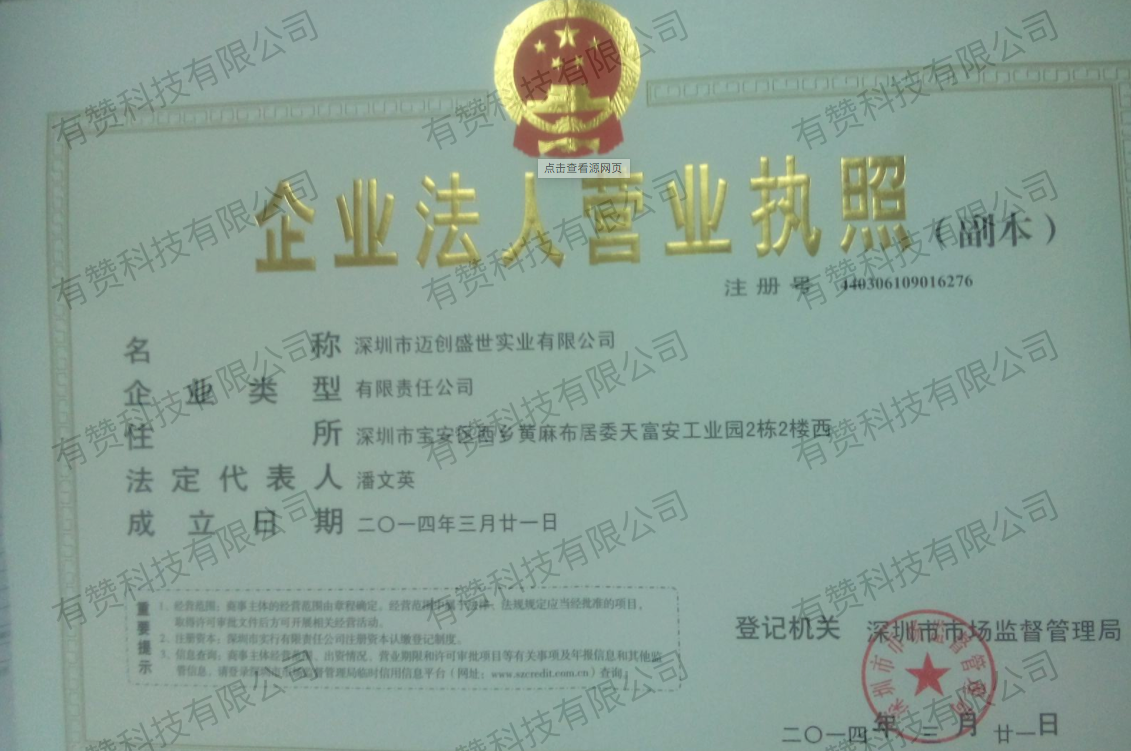 点击查看源网页
企业法人营业执照（副本）
注册号 440306109016276
名称 深圳市迈创盛世实业有限公司
企业类型 有限责任公司
住所 深圳市宝安区西乡黄麻布居委天富安工业园2栋2楼西
法定代表人 潘文英
成立日期 二〇一四年三月廿一日
重要提示
1．经营范围：商事主体的经营范围由章程确定。经营范围中属于法律、法规规定应当经批准的项目，
取得许可审批文件后方可开展相关经营活动。
2．注册资本：深圳市实行有限责任公司注册资本认缴登记制度。
3．信息查询：商事主体经营范围、出资情况、营业期限和许可审批项目等有关事项及年报信息和其他监
管信息，请登录深圳市市场监督管理局商事主体信用信息平台（网址：www.szcredit.com.cn）查询。
登记机关 深圳市市场监督管理局
二〇一四年三月廿一日
有赞科技有限公司